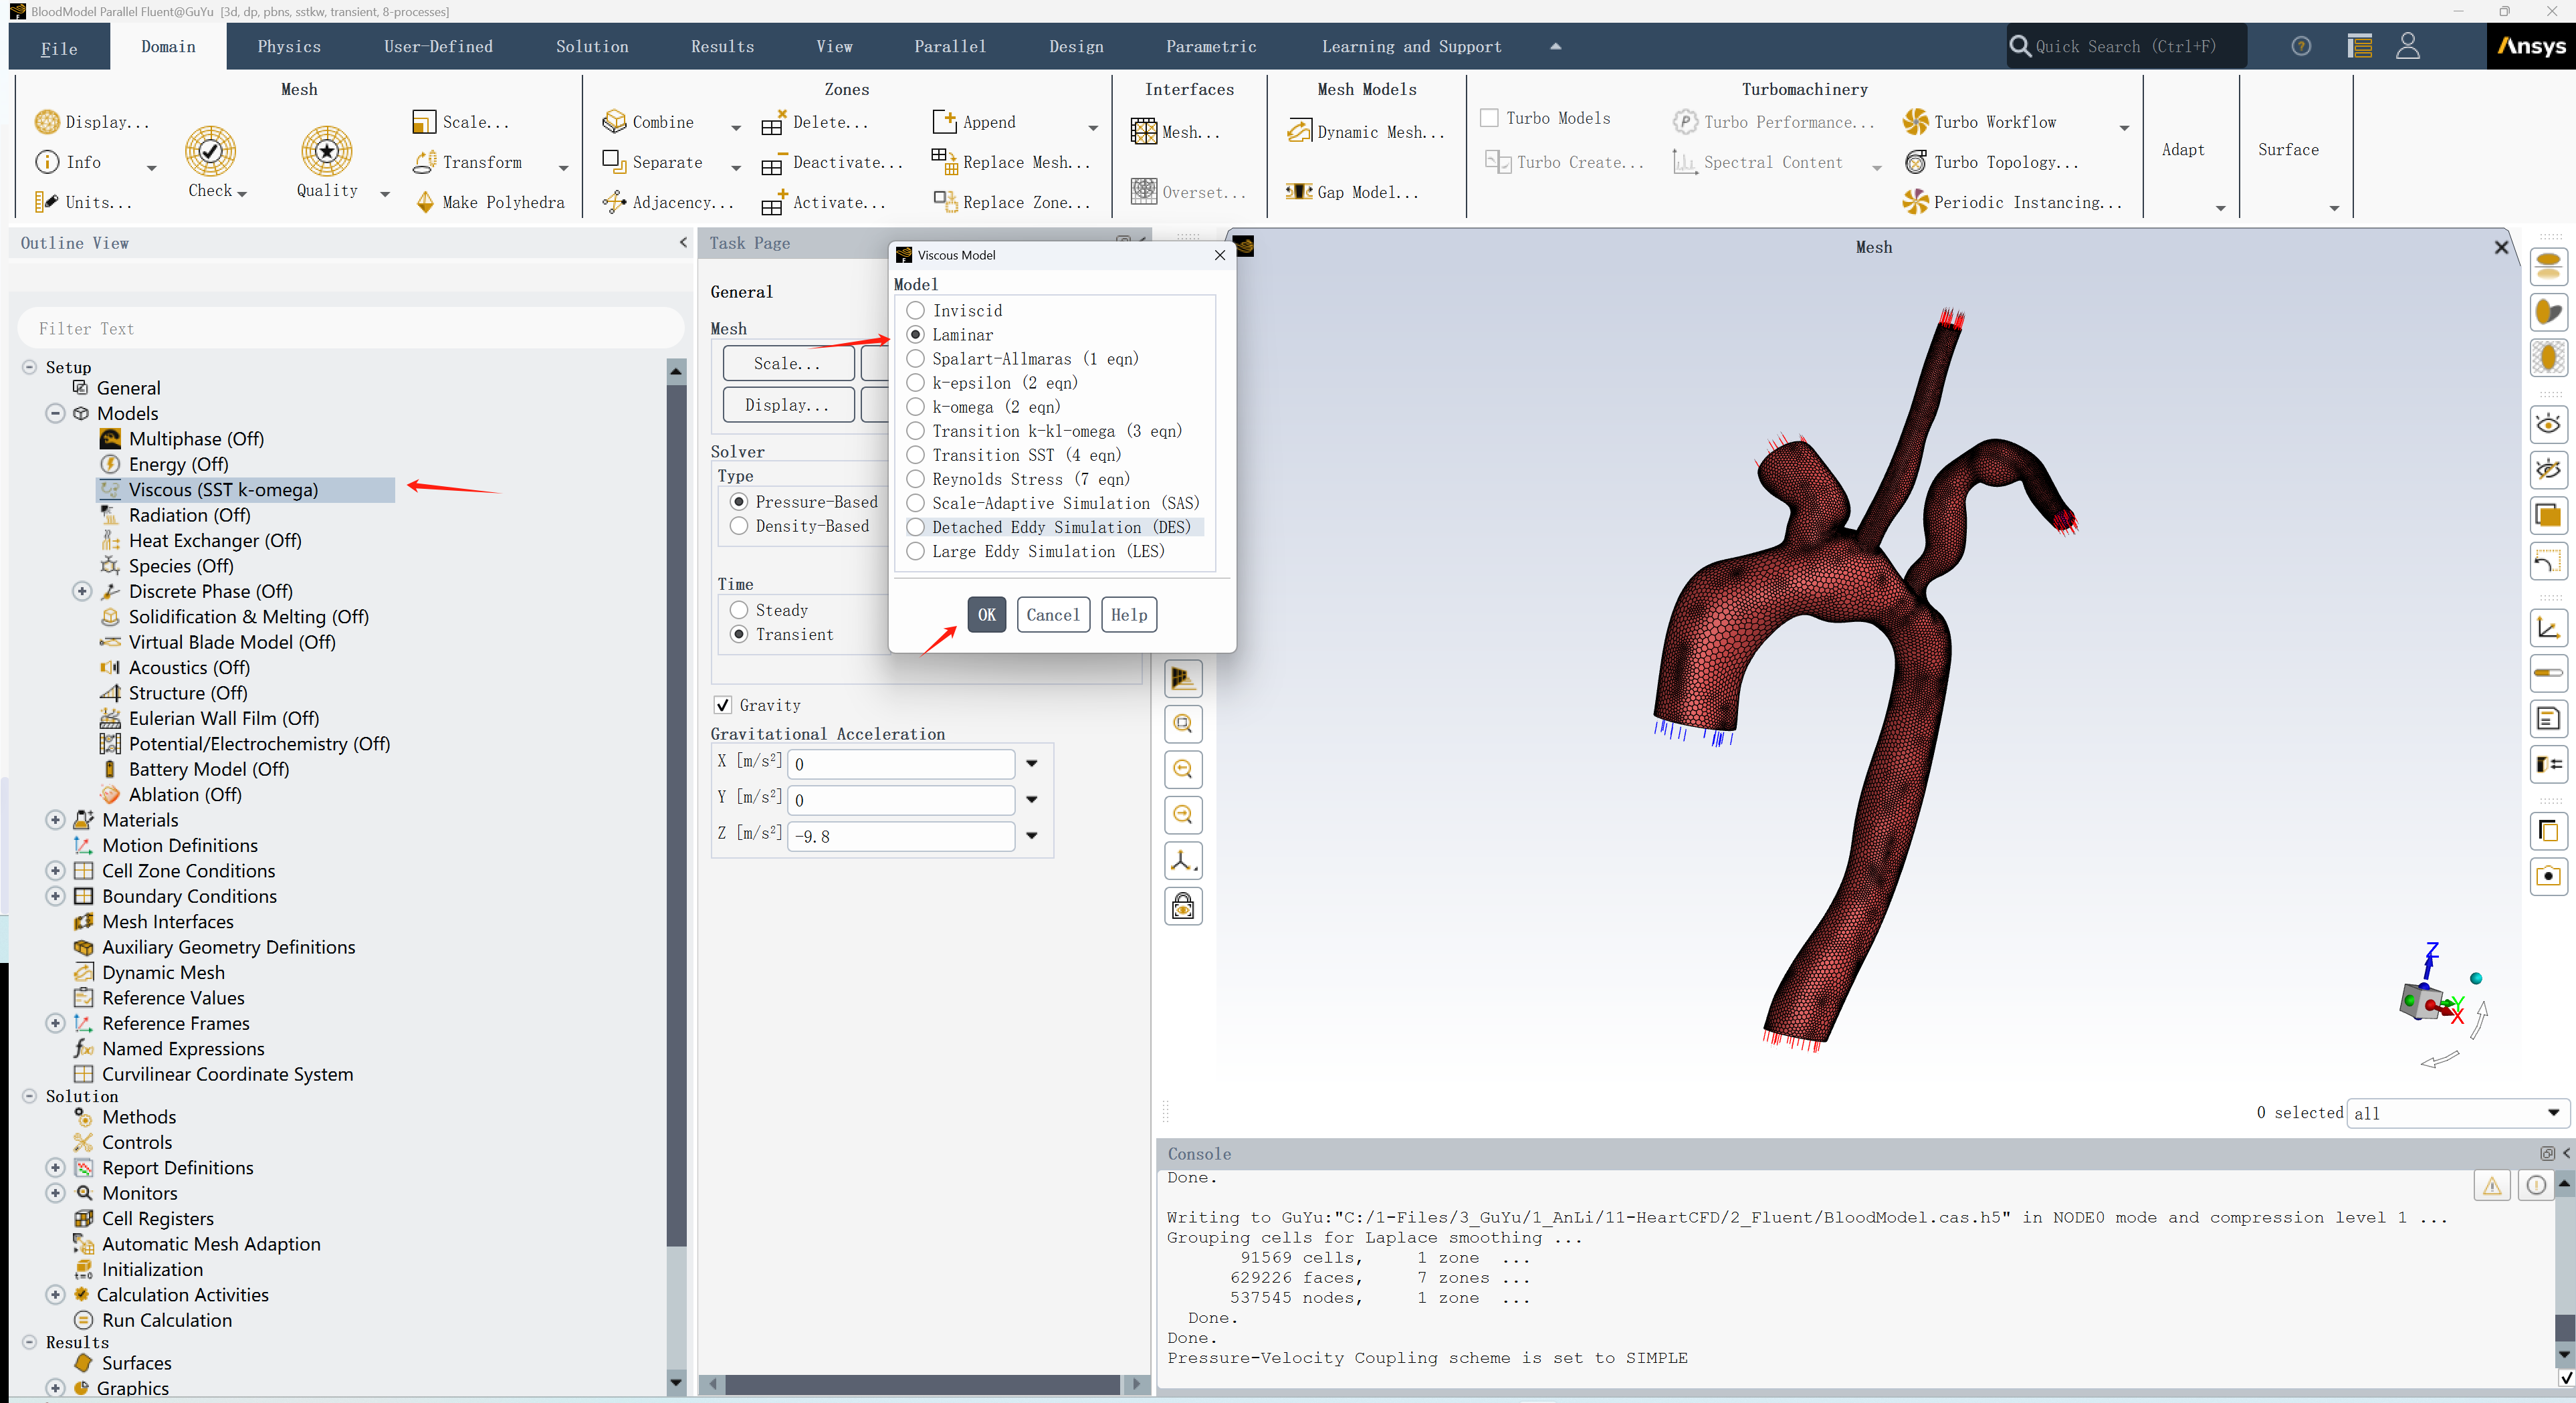 BloodModel Parallel Fluent@GuYu [3d, dp, pbns, sstkw, transient, 8-processes]
File
Domain
Physics
User-Defined
Solution
Results
View
Parallel
Design
Parametric
Learning and Support
Quick Search (Ctrl+F)
Ansys
Mesh
Display...
Info
Units...
Check
Quality
Scale...
Transform
Make Polyhedra
Zones
Combine
Separate
Adjacency...
Delete...
Deactivate...
Activate...
Append
Replace Mesh...
Replace Zone...
Interfaces
Mesh...
Overset...
Mesh Models
Dynamic Mesh...
Gap Model...
Turbomachinery
Turbo Models
Turbo Create...
Turbo Performance...
Spectral Content
Turbo Workflow
Turbo Topology...
Periodic Instancing...
Adapt
Surface
Outline View
Filter Text
Setup
General
Models
Multiphase (Off)
Energy (Off)
Viscous (SST k-omega)
Radiation (Off)
Heat Exchanger (Off)
Species (Off)
Discrete Phase (Off)
Solidification & Melting (Off)
Virtual Blade Model (Off)
Acoustics (Off)
Structure (Off)
Eulerian Wall Film (Off)
Potential/Electrochemistry (Off)
Battery Model (Off)
Ablation (Off)
Materials
Motion Definitions
Cell Zone Conditions
Boundary Conditions
Mesh Interfaces
Auxiliary Geometry Definitions
Dynamic Mesh
Reference Values
Reference Frames
Named Expressions
Curvilinear Coordinate System
Solution
Methods
Controls
Report Definitions
Monitors
Cell Registers
Automatic Mesh Adaption
Initialization
Calculation Activities
Run Calculation
Results
Surfaces
Graphics
Task Page
General
Mesh
Scale...
Display...
Solver
Type
Pressure-Based
Density-Based
Time
Steady
Transient
Gravity
Gravitational Acceleration
X [m/s²] 0
Y [m/s²] 0
Z [m/s²] -9.8
Viscous Model
Model
Inviscid
Laminar
Spalart-Allmaras (1 eqn)
k-epsilon (2 eqn)
k-omega (2 eqn)
Transition k-kl-omega (3 eqn)
Transition SST (4 eqn)
Reynolds Stress (7 eqn)
Scale-Adaptive Simulation (SAS)
Detached Eddy Simulation (DES)
Large Eddy Simulation (LES)
OK
Cancel
Help
Mesh
Z
Y
X
0 selected
all
Console
Done.
Writing to GuYu:"C:/1-Files/3_GuYu/1_AnLi/11-HeartCFD/2_Fluent/BloodModel.cas.h5" in NODE0 mode and compression level 1 ...
Grouping cells for Laplace smoothing ...
91569 cells, 1 zone ...
629226 faces, 7 zones ...
537545 nodes, 1 zone ...
Done.
Done.
Pressure-Velocity Coupling scheme is set to SIMPLE